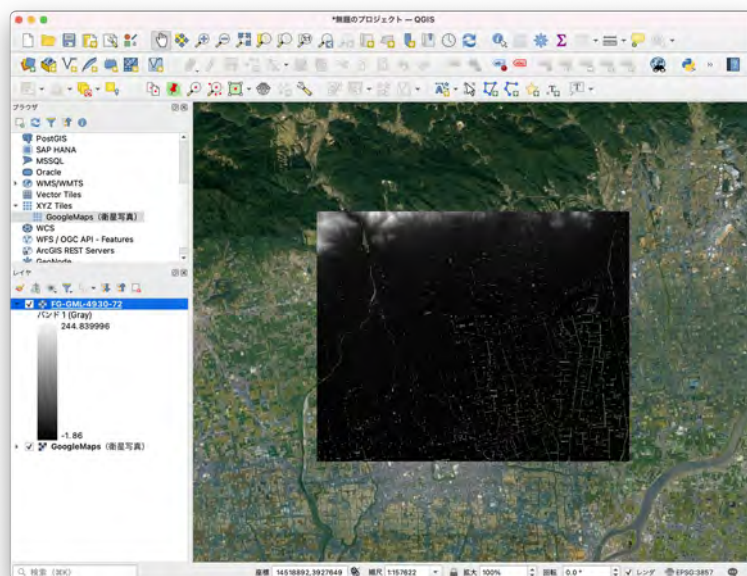 *無題のプロジェクト — QGIS
ブラウザ
PostGIS
SAP HANA
MSSQL
Oracle
WMS/WMTS
Vector Tiles
XYZ Tiles
GoogleMaps（衛星写真）
WCS
WFS / OGC API - Features
ArcGIS REST Servers
GeoNode
レイヤ
FG-GML-4930-72
バンド 1 (Gray)
244.839996
-1.86
GoogleMaps（衛星写真）
検索 (⌘K)
座標 14518892,3927649 縮尺 1:157622 拡大 100% 回転 0.0 ° レンダ EPSG:3857